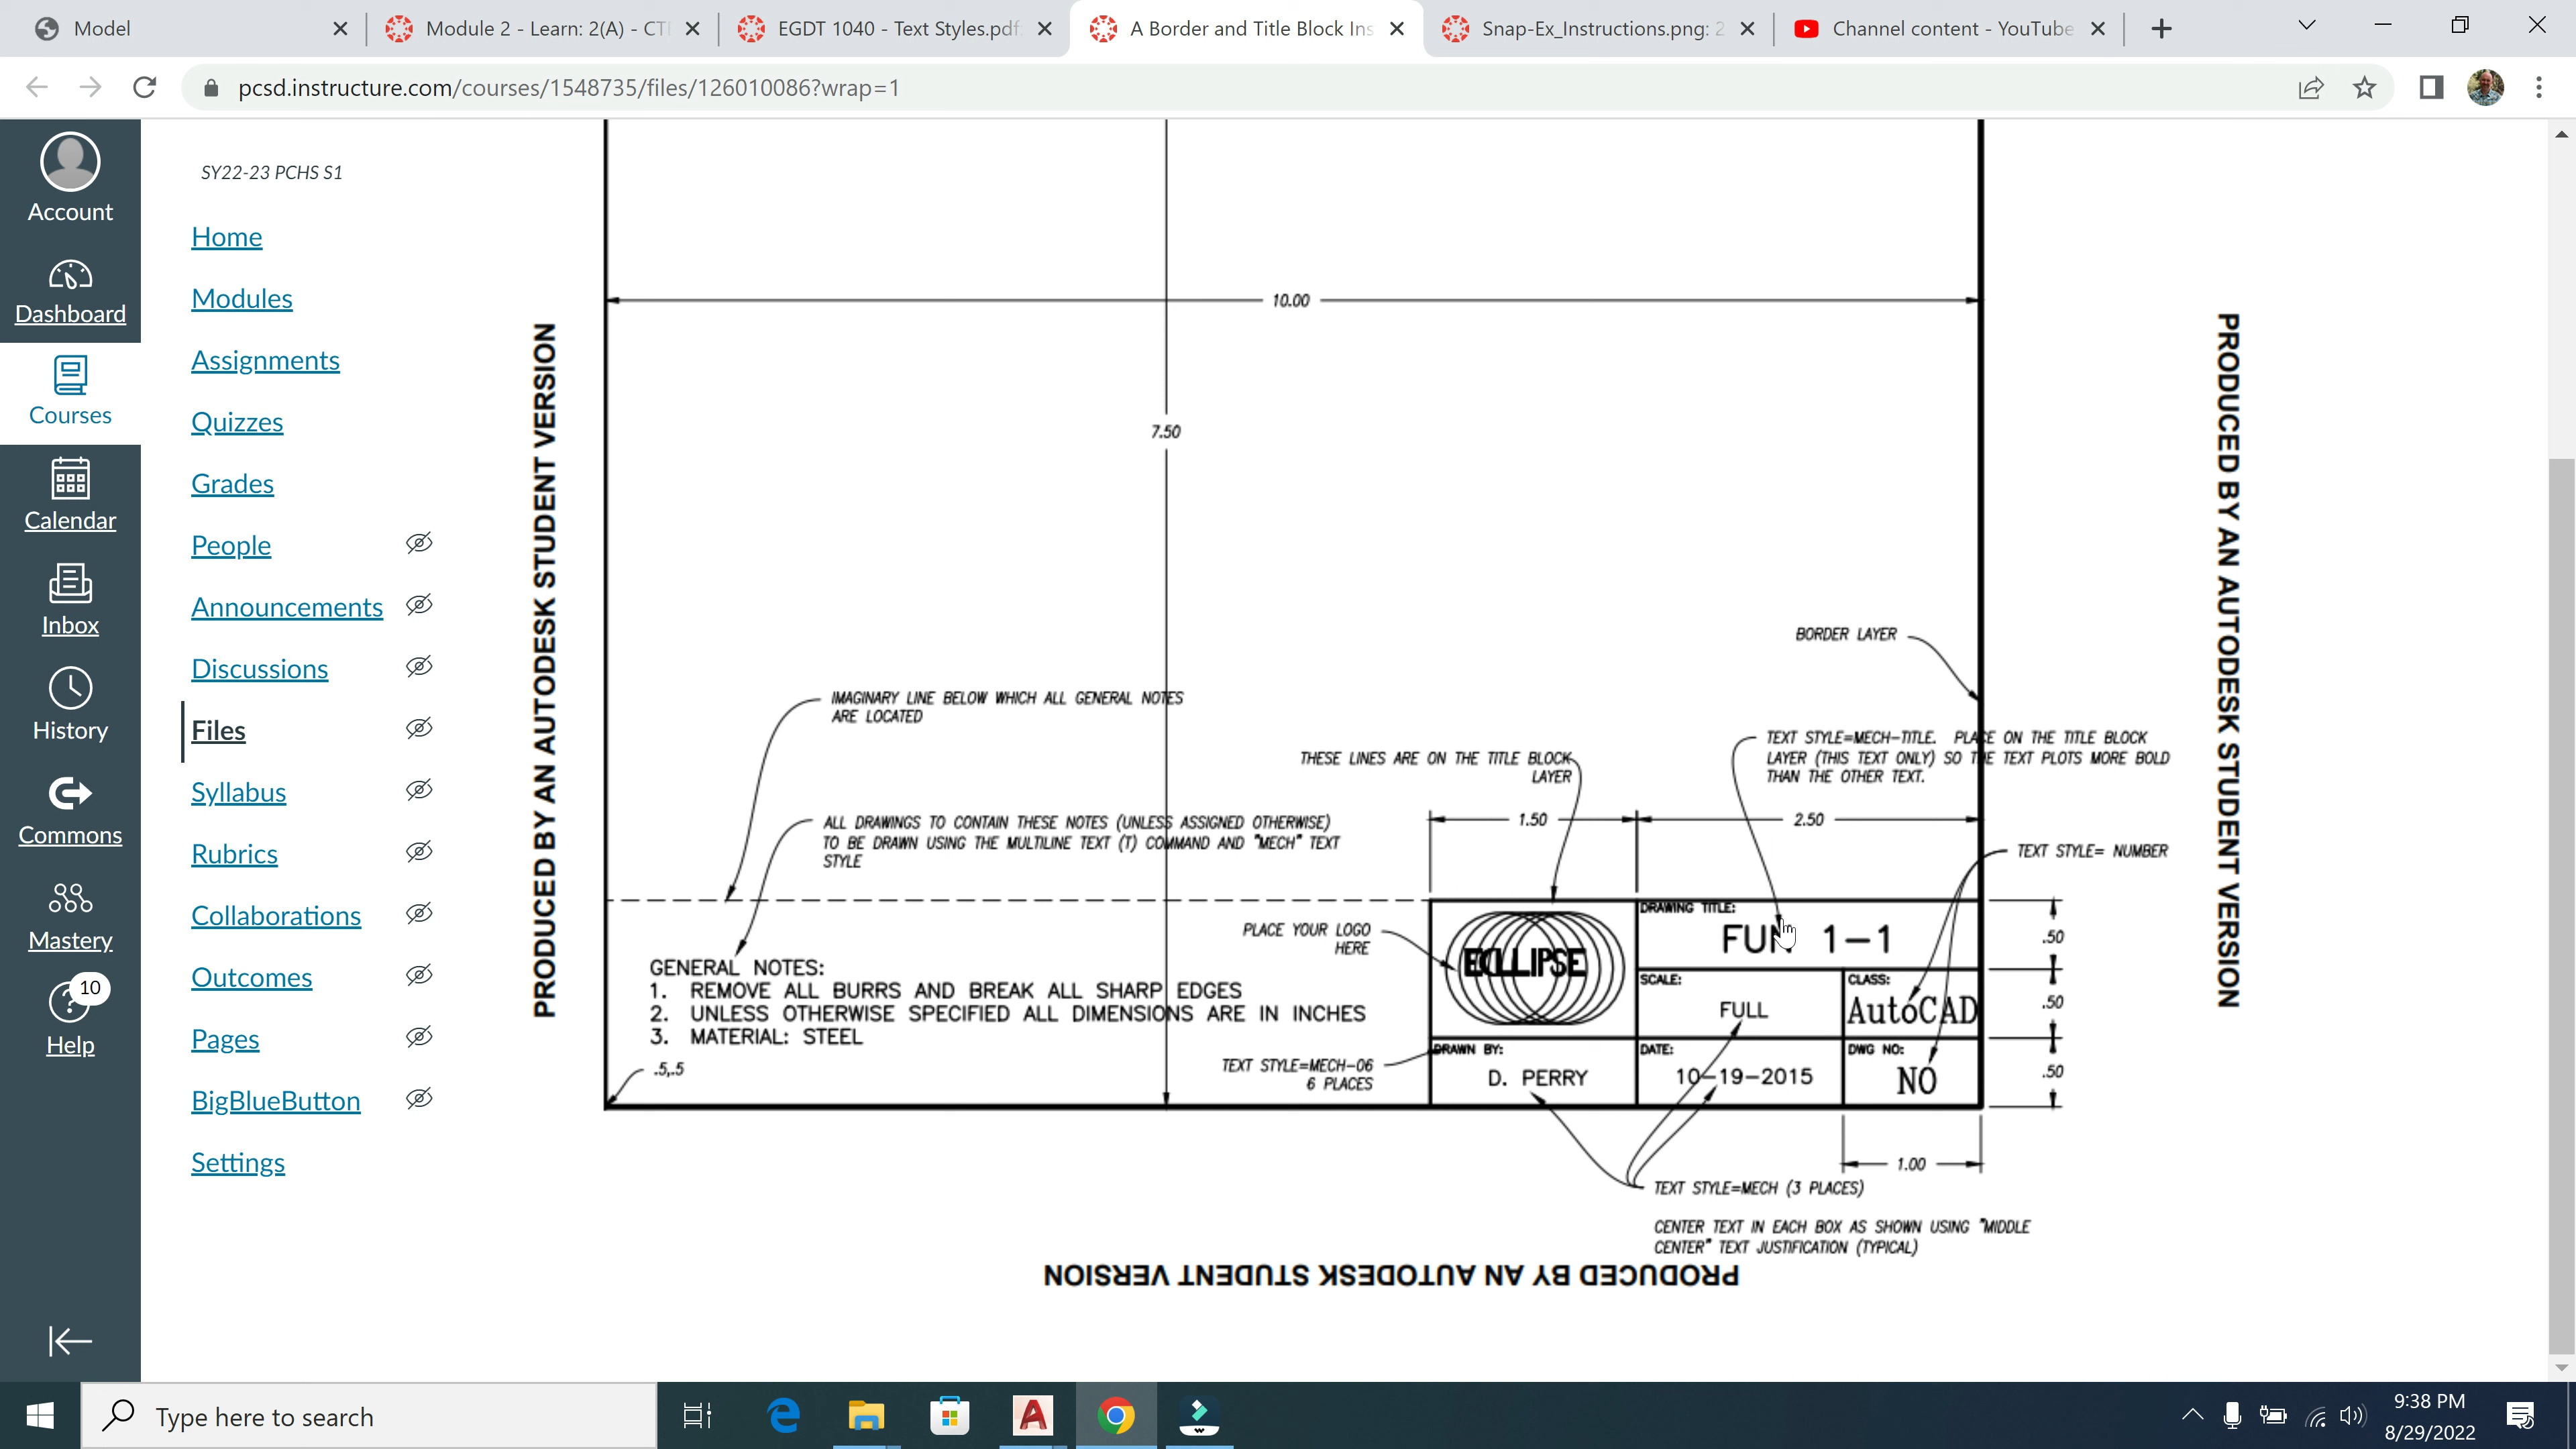 Model
Module 2 - Learn: 2(A) - CT
EGDT 1040 - Text Styles.pdf
A Border and Title Block Ins
Snap-Ex_Instructions.png: 2
Channel content - YouTube
pcsd.instructure.com/courses/1548735/files/126010086?wrap=1
Account
Dashboard
Courses
Calendar
Inbox
History
Commons
Mastery
10
Help
SY22-23 PCHS S1
Home
Modules
Assignments
Quizzes
Grades
People
Announcements
Discussions
Files
Syllabus
Rubrics
Collaborations
Outcomes
Pages
BigBlueButton
Settings
PRODUCED BY AN AUTODESK STUDENT VERSION
10.00
7.50
BORDER LAYER
IMAGINARY LINE BELOW WHICH ALL GENERAL NOTES
ARE LOCATED
THESE LINES ARE ON THE TITLE BLOCK
LAYER
TEXT STYLE=MECH-TITLE. PLACE ON THE TITLE BLOCK
LAYER (THIS TEXT ONLY) SO THE TEXT PLOTS MORE BOLD
THAN THE OTHER TEXT.
ALL DRAWINGS TO CONTAIN THESE NOTES (UNLESS ASSIGNED OTHERWISE)
TO BE DRAWN USING THE MULTILINE TEXT (T) COMMAND AND "MECH" TEXT
STYLE
1.50
2.50
TEXT STYLE= NUMBER
PLACE YOUR LOGO
HERE
ECLLIPSE
DRAWING TITLE:
FUN 1-1
.50
GENERAL NOTES:
1. REMOVE ALL BURRS AND BREAK ALL SHARP EDGES
2. UNLESS OTHERWISE SPECIFIED ALL DIMENSIONS ARE IN INCHES
3. MATERIAL: STEEL
SCALE:
FULL
CLASS:
AutoCAD
.50
.5,.5
TEXT STYLE=MECH-06
6 PLACES
DRAWN BY:
D. PERRY
DATE:
10-19-2015
DWG NO:
NO
.50
1.00
TEXT STYLE=MECH (3 PLACES)
CENTER TEXT IN EACH BOX AS SHOWN USING "MIDDLE
CENTER" TEXT JUSTIFICATION (TYPICAL)
PRODUCED BY AN AUTODESK STUDENT VERSION
PRODUCED BY AN AUTODESK STUDENT VERSION
Type here to search
9:38 PM
8/29/2022